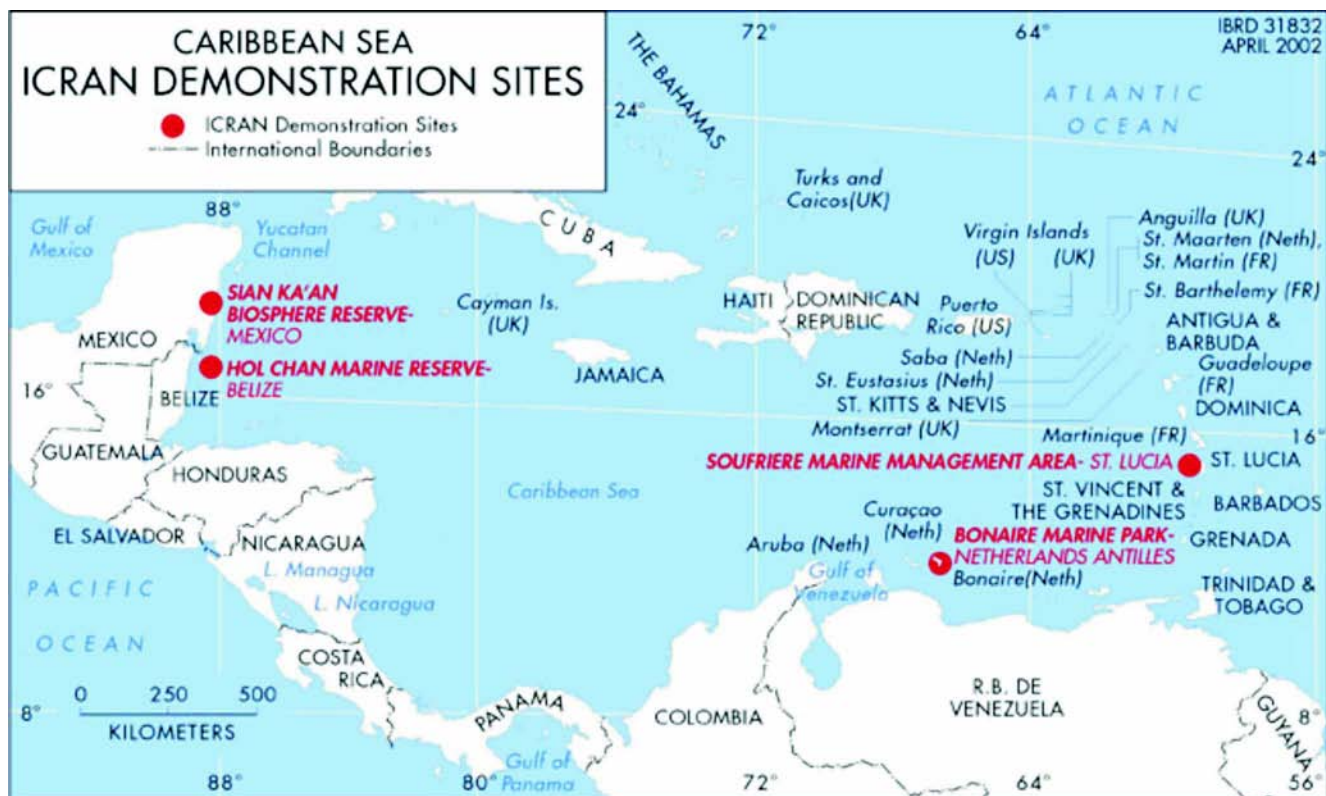 CARIBBEAN SEA
ICRAN DEMONSTRATION SITES
ICRAN Demonstration Sites
International Boundaries
IBRD 31832
APRIL 2002
72°
64°
THE BAHAMAS
ATLANTIC
OCEAN
24°
24°
88°
Gulf of
Mexico
Yucatan
Channel
CUBA
Turks and
Caicos(UK)
Virgin Islands
(US) (UK)
Anguilla (UK)
St. Maarten (Neth),
St. Martin (FR)
St. Barthelemy (FR)
SIAN KA'AN
BIOSPHERE RESERVE-
MEXICO
Cayman Is.
(UK)
HAITI
DOMINICAN
REPUBLIC
Puerto
Rico (US)
ANTIGUA &
BARBUDA
MEXICO
HOL CHAN MARINE RESERVE-
BELIZE
JAMAICA
Saba (Neth)
St. Eustasius (Neth)
ST. KITTS & NEVIS
Montserrat (UK)
Guadeloupe
(FR)
DOMINICA
16°
BELIZE
Martinique (FR)
16°
GUATEMALA
HONDURAS
SOUFRIERE MARINE MANAGEMENT AREA- ST. LUCIA
ST. LUCIA
Caribbean Sea
ST. VINCENT &
THE GRENADINES
BARBADOS
EL SALVADOR
NICARAGUA
Curaçao
(Neth)
Aruba (Neth)
BONAIRE MARINE PARK-
NETHERLANDS ANTILLES
Bonaire(Neth)
GRENADA
L. Managua
L. Nicaragua
Gulf of
Venezuela
TRINIDAD &
TOBAGO
PACIFIC
OCEAN
COSTA
RICA
0 250 500
KILOMETERS
PANAMA
COLOMBIA
R.B. DE
VENEZUELA
GUYANA
8°
8°
Gulf of
Panama
88°
80°
72°
64°
56°